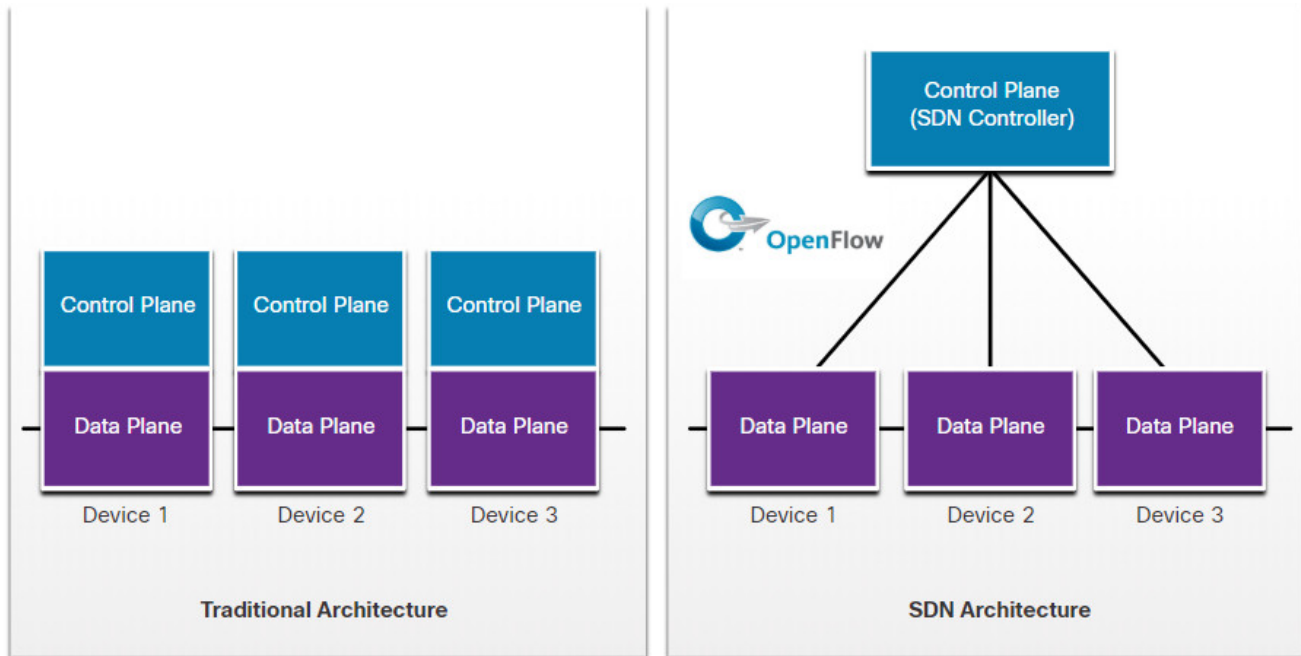 Control Plane
Control Plane
Control Plane
Data Plane
Data Plane
Data Plane
Device 1
Device 2
Device 3
Traditional Architecture
Control Plane
(SDN Controller)
OpenFlow
Data Plane
Data Plane
Data Plane
Device 1
Device 2
Device 3
SDN Architecture